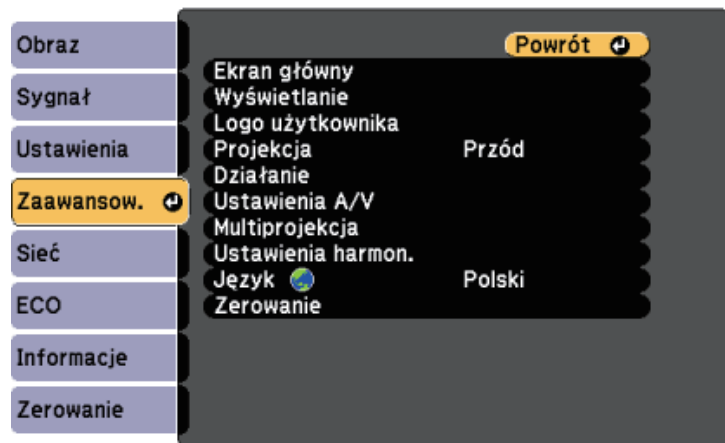 Obraz
Sygnał
Ustawienia
Zaawansow.
Sieć
ECO
Informacje
Zerowanie
Powrót
Ekran główny
Wyświetlanie
Logo użytkownika
Projekcja Przód
Działanie
Ustawienia A/V
Multiprojekcja
Ustawienia harmon.
Język Polski
Zerowanie